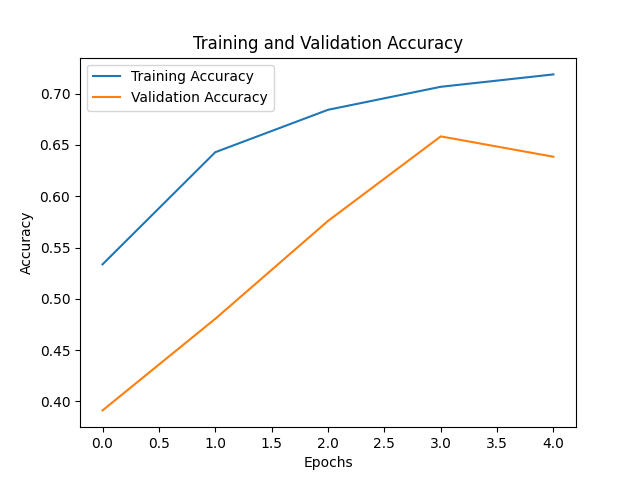 Training and Validation Accuracy
Training Accuracy
Validation Accuracy
Accuracy
0.70
0.65
0.60
0.55
0.50
0.45
0.40
0.0 0.5 1.0 1.5 2.0 2.5 3.0 3.5 4.0
Epochs